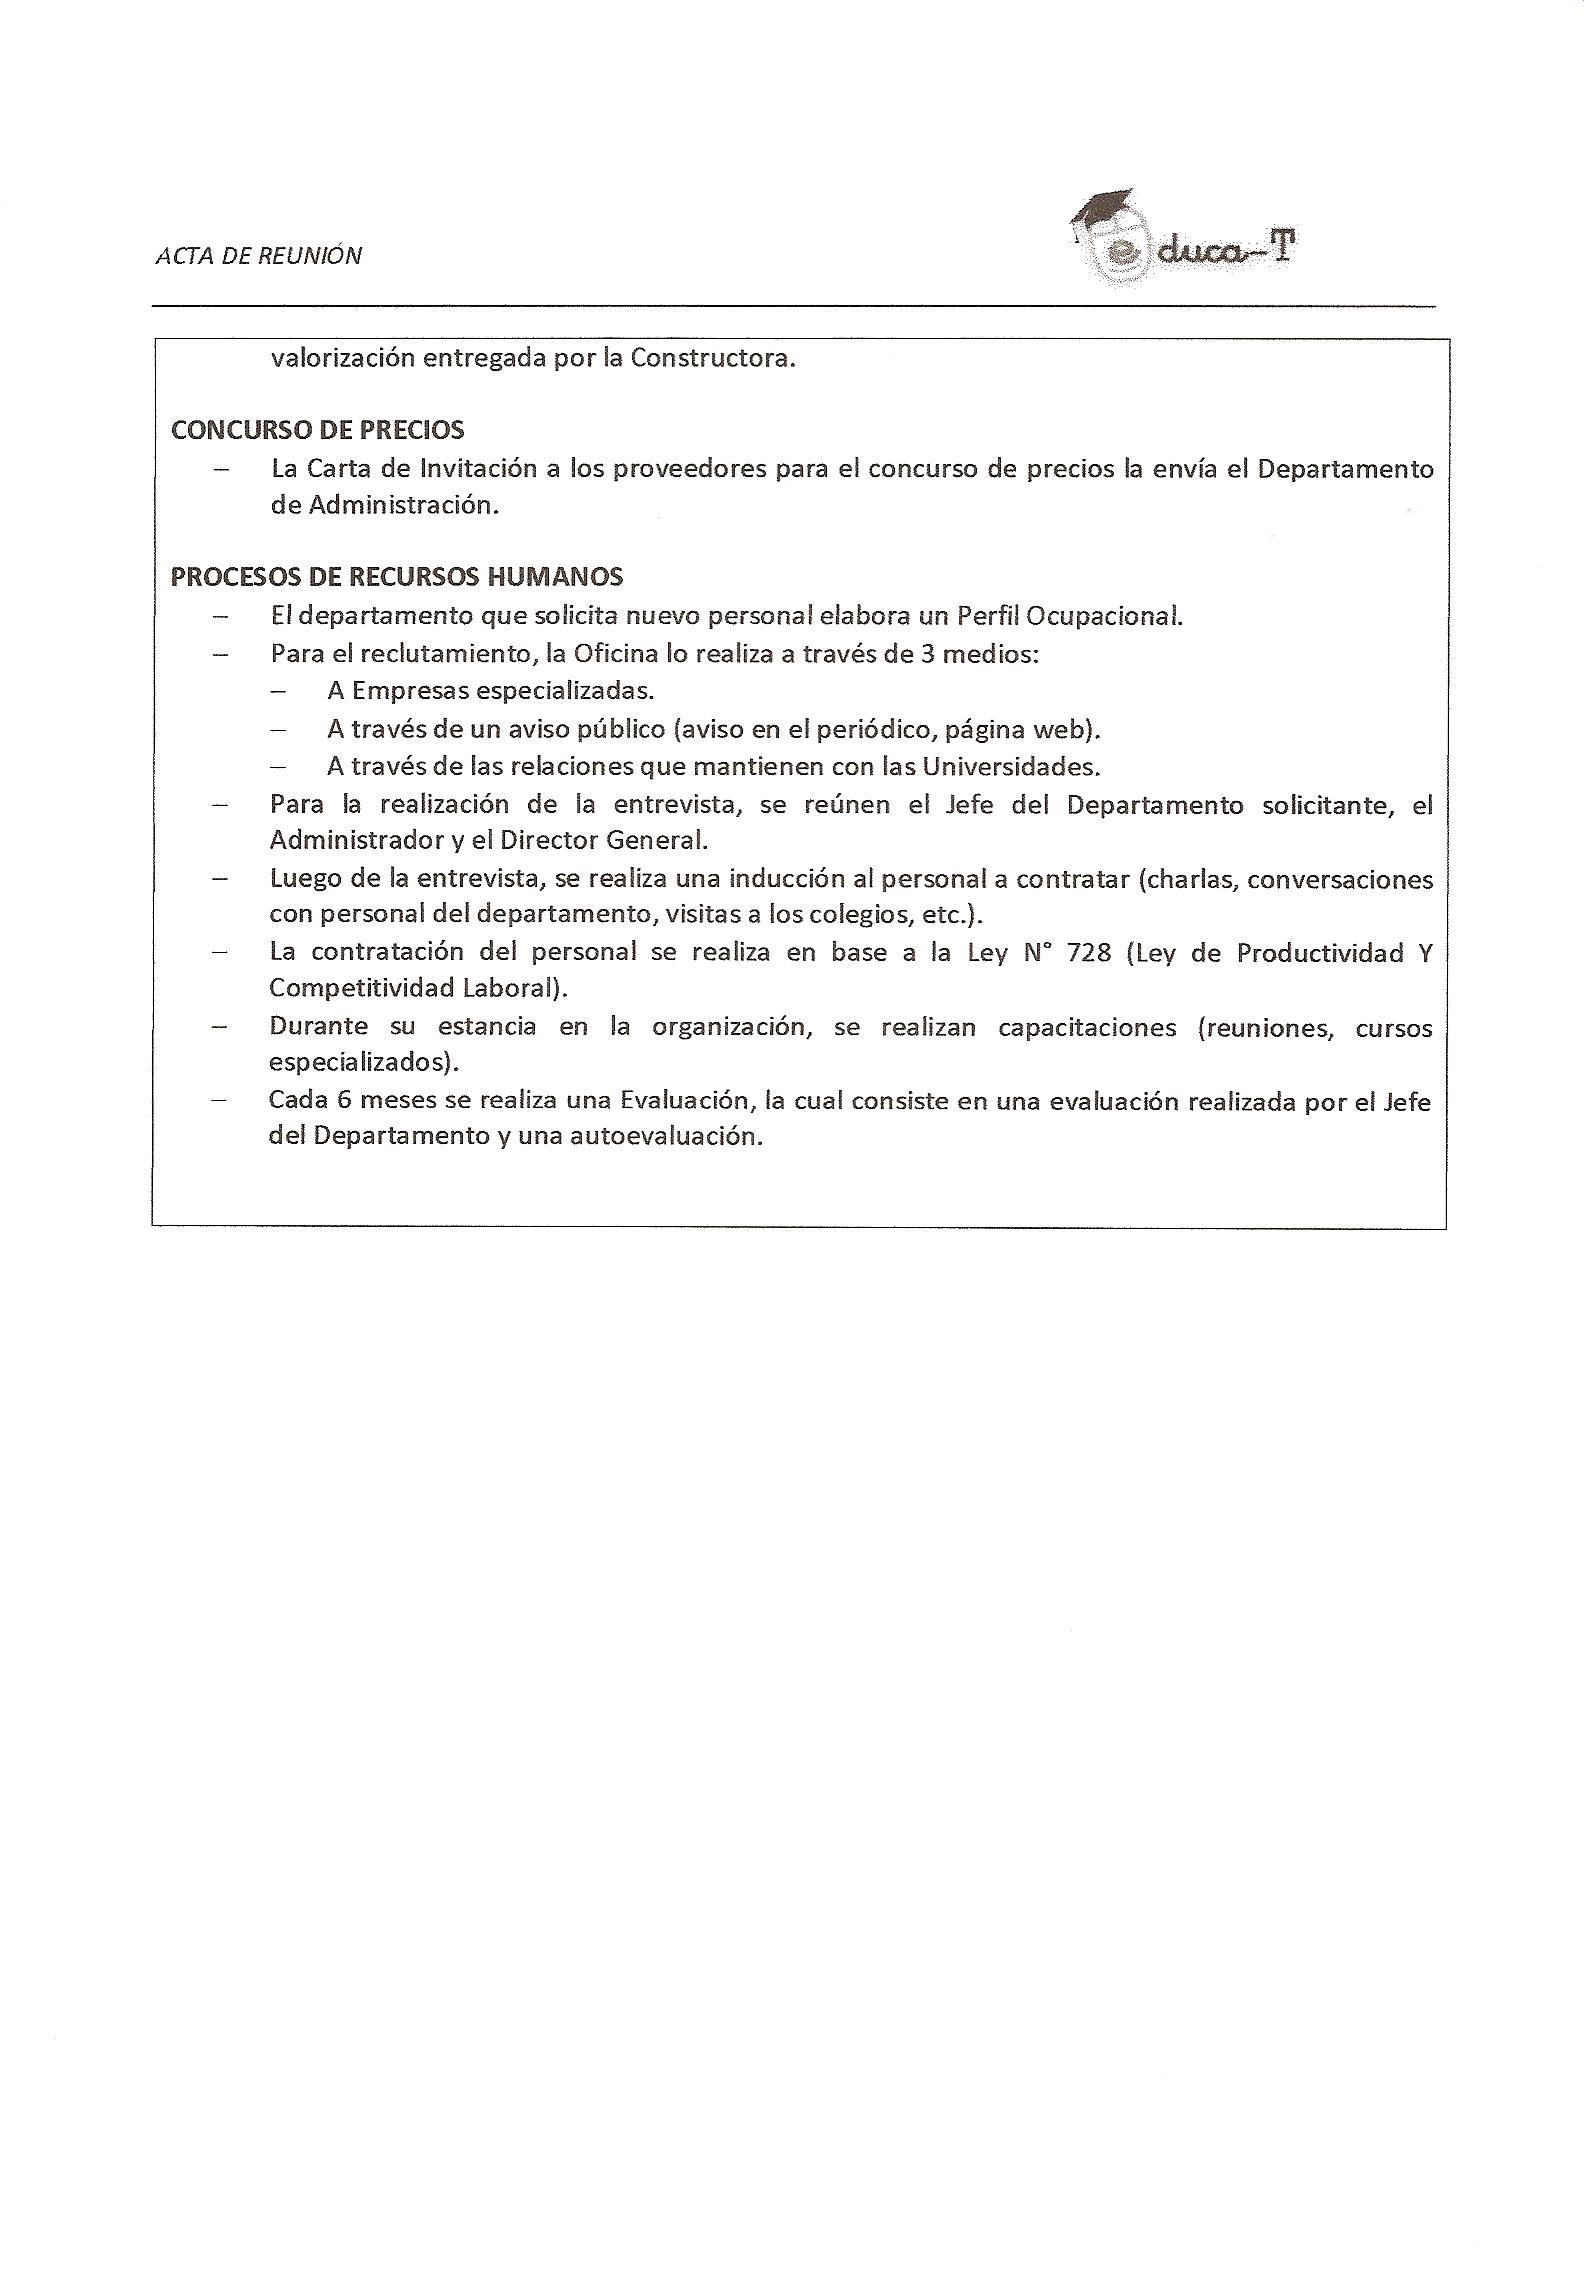 ACTA DE REUNIÓN
educa-T
valorización entregada por la Constructora.
CONCURSO DE PRECIOS
– La Carta de Invitación a los proveedores para el concurso de precios la envía el Departamento
de Administración.
PROCESOS DE RECURSOS HUMANOS
– El departamento que solicita nuevo personal elabora un Perfil Ocupacional.
– Para el reclutamiento, la Oficina lo realiza a través de 3 medios:
– A Empresas especializadas.
– A través de un aviso público (aviso en el periódico, página web).
– A través de las relaciones que mantienen con las Universidades.
– Para la realización de la entrevista, se reúnen el Jefe del Departamento solicitante, el
Administrador y el Director General.
– Luego de la entrevista, se realiza una inducción al personal a contratar (charlas, conversaciones
con personal del departamento, visitas a los colegios, etc.).
– La contratación del personal se realiza en base a la Ley N° 728 (Ley de Productividad Y
Competitividad Laboral).
– Durante su estancia en la organización, se realizan capacitaciones (reuniones, cursos
especializados).
– Cada 6 meses se realiza una Evaluación, la cual consiste en una evaluación realizada por el Jefe
del Departamento y una autoevaluación.